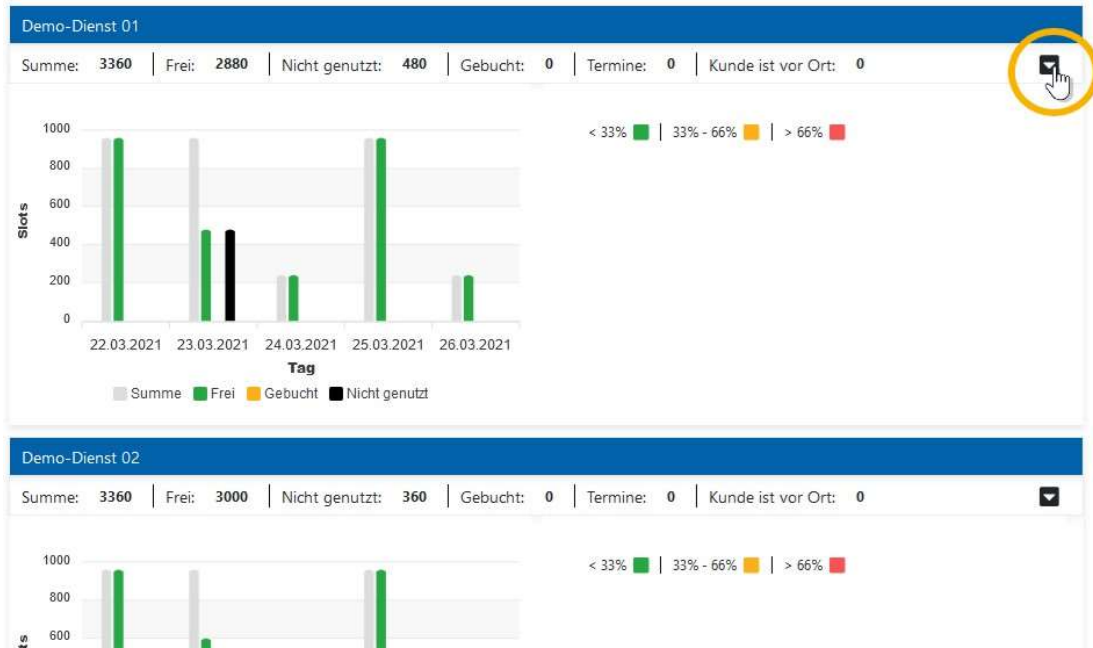 Demo-Dienst 01
Summe: 3360 | Frei: 2880 | Nicht genutzt: 480 | Gebucht: 0 | Termine: 0 | Kunde ist vor Ort: 0
< 33% | 33% - 66% | > 66%
1000
800
600
400
200
0
Slots
22.03.2021 23.03.2021 24.03.2021 25.03.2021 26.03.2021
Tag
Summe Frei Gebucht Nicht genutzt
Demo-Dienst 02
Summe: 3360 | Frei: 3000 | Nicht genutzt: 360 | Gebucht: 0 | Termine: 0 | Kunde ist vor Ort: 0
< 33% | 33% - 66% | > 66%
1000
800
600